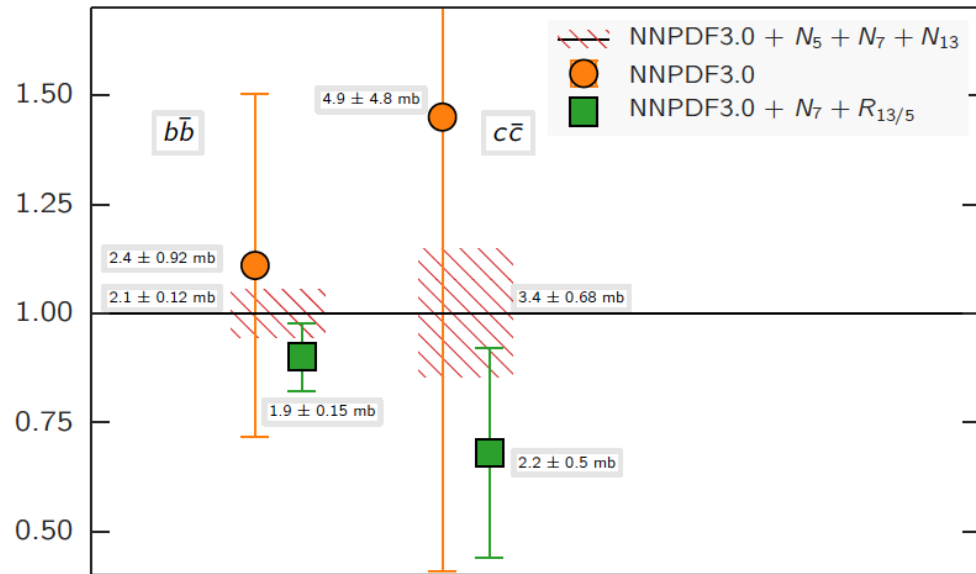 NNPDF3.0 + N₅ + N₇ + N₁₃
NNPDF3.0
NNPDF3.0 + N₇ + R₁₃/₅
1.50
1.25
1.00
0.75
0.50
bb̄
cc̄
4.9 ± 4.8 mb
2.4 ± 0.92 mb
2.1 ± 0.12 mb
3.4 ± 0.68 mb
1.9 ± 0.15 mb
2.2 ± 0.5 mb